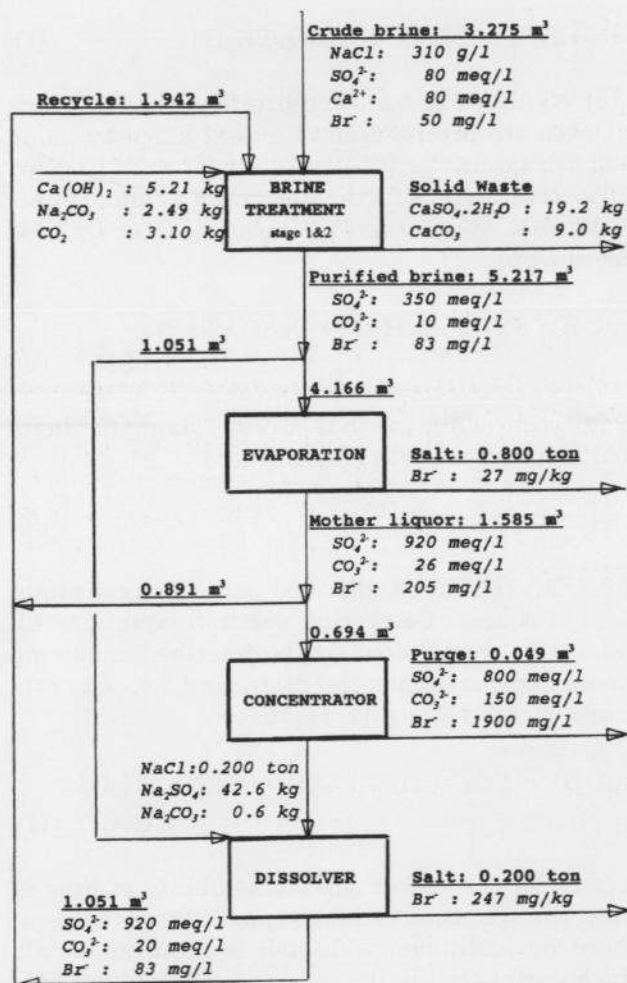 Crude brine: 3.275 m³
NaCl: 310 g/l
SO₄²⁻: 80 meq/l
Ca²⁺: 80 meq/l
Br⁻ : 50 mg/l
Recycle: 1.942 m³
Ca(OH)₂ : 5.21 kg
Na₂CO₃ : 2.49 kg
CO₂ : 3.10 kg
BRINE
TREATMENT
stage 1&2
Solid Waste
CaSO₄.2H₂O : 19.2 kg
CaCO₃ : 9.0 kg
Purified brine: 5.217 m³
SO₄²⁻: 350 meq/l
CO₃²⁻: 10 meq/l
Br⁻ : 83 mg/l
1.051 m³
4.166 m³
EVAPORATION
Salt: 0.800 ton
Br⁻ : 27 mg/kg
Mother liquor: 1.585 m³
SO₄²⁻: 920 meq/l
CO₃²⁻: 26 meq/l
Br⁻ : 205 mg/l
0.891 m³
0.694 m³
CONCENTRATOR
Purge: 0.049 m³
SO₄²⁻: 800 meq/l
CO₃²⁻: 150 meq/l
Br⁻ : 1900 mg/l
NaCl:0.200 ton
Na₂SO₄: 42.6 kg
Na₂CO₃: 0.6 kg
DISSOLVER
Salt: 0.200 ton
Br⁻ : 247 mg/kg
1.051 m³
SO₄²⁻: 920 meq/l
CO₃²⁻: 20 meq/l
Br⁻ : 83 mg/l